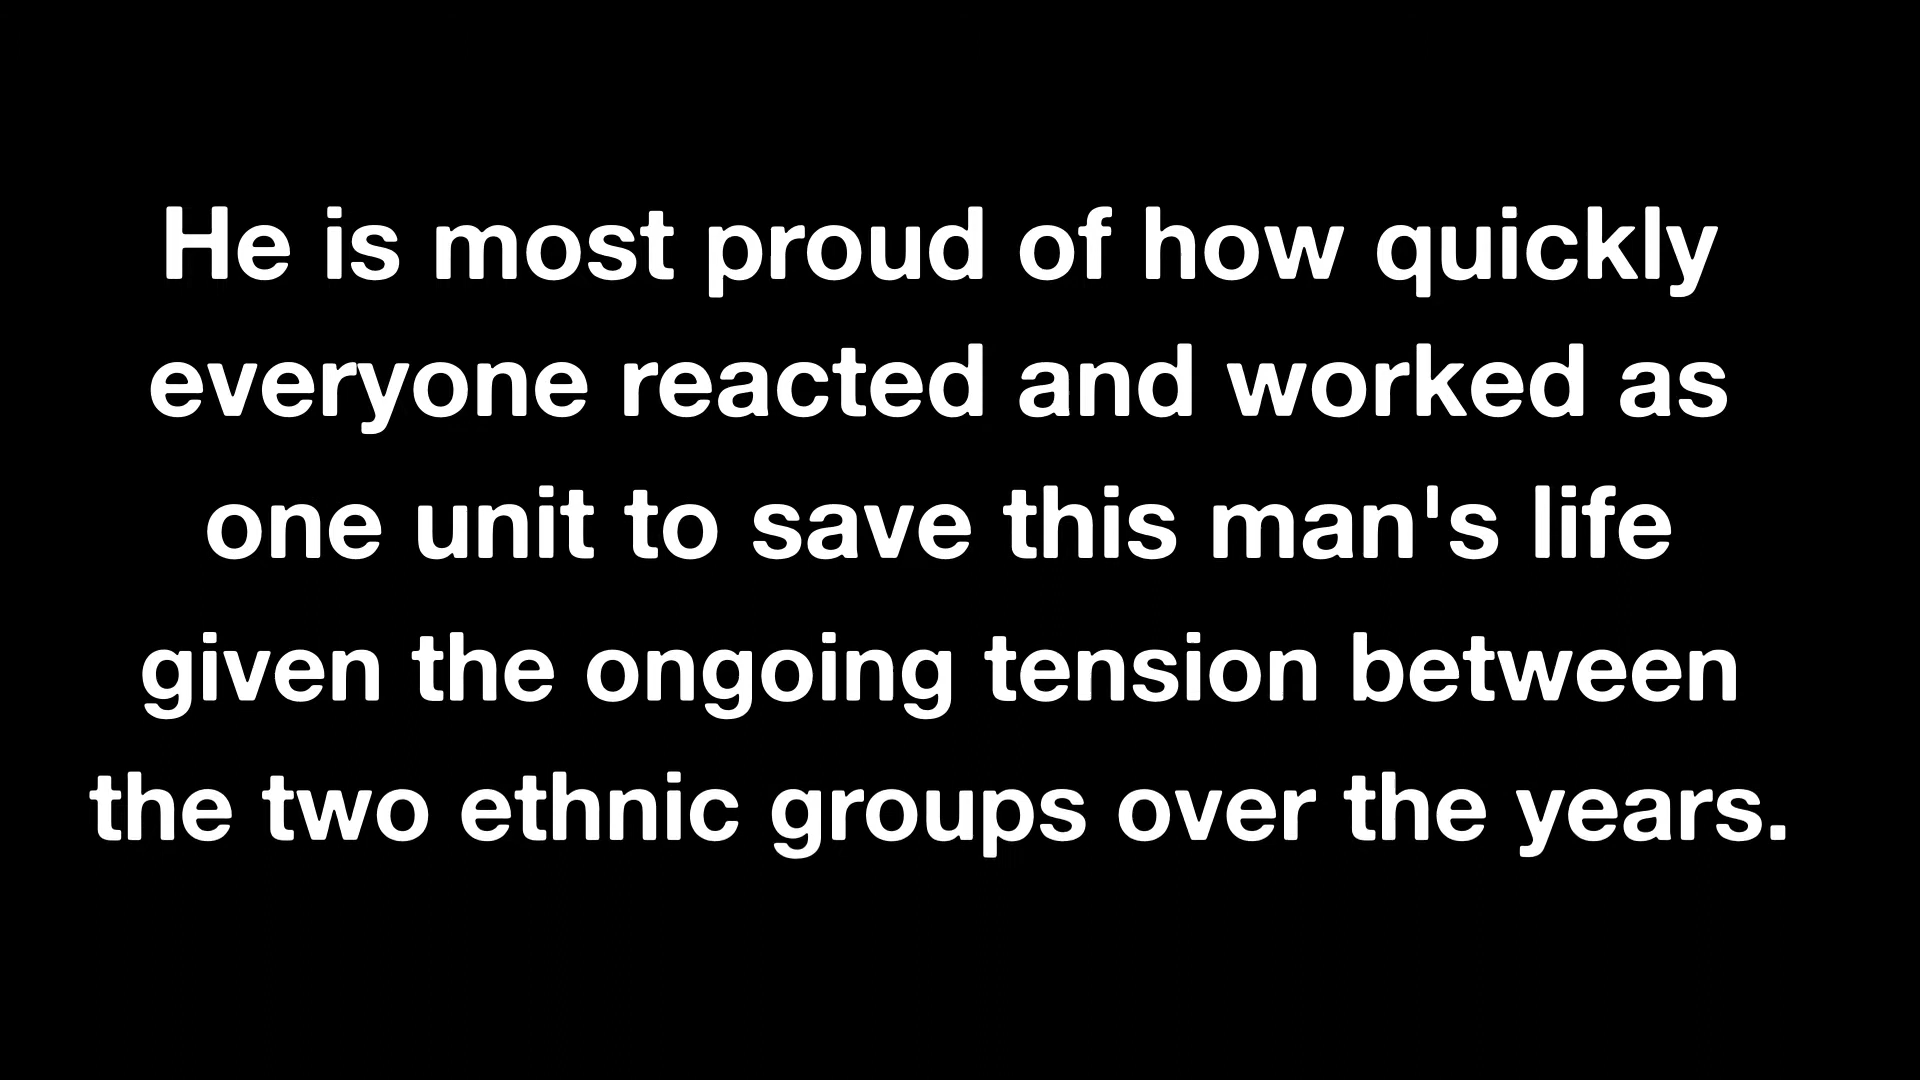 He is most proud of how quickly
everyone reacted and worked as
one unit to save this man's life
given the ongoing tension between
the two ethnic groups over the years.